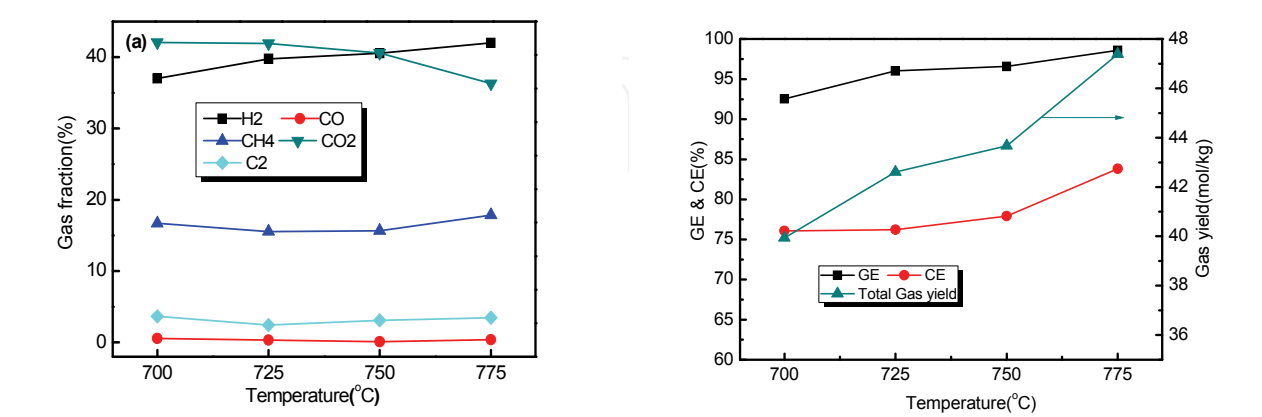 (a)
40
30
20
10
0
Gas fraction(%)
H2 CO
CH4 CO2
C2
700 725 750 775
Temperature(°C)
100
95
90
85
80
75
70
65
60
GE & CE(%)
GE CE
Total Gas yield
48
46
44
42
40
38
36
Gas yield(mol/kg)
700 725 750 775
Temperature(°C)